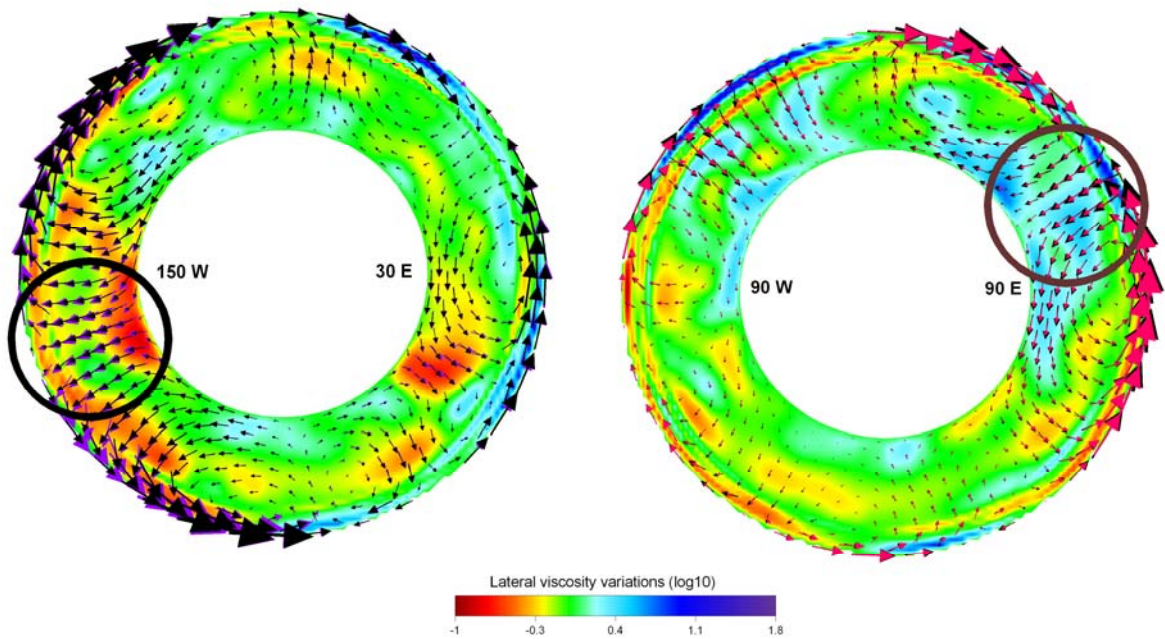 150 W
30 E
90 W
90 E
Lateral viscosity variations (log10)
-1
-0.3
0.4
1.1
1.8